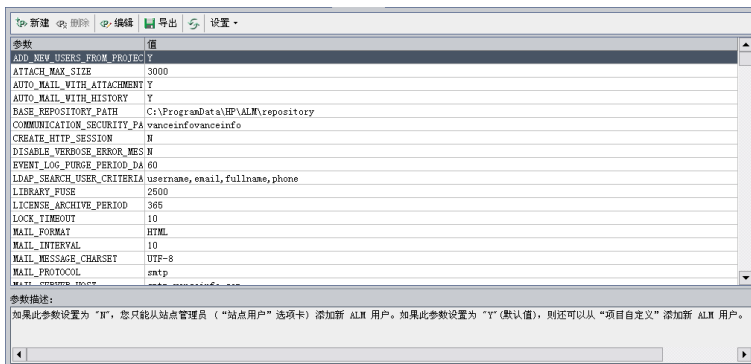 新建 删除 编辑 导出 设置
参数 值
ADD_NEW_USERS_FROM_PROJEC Y
ATTACH_MAX_SIZE 3000
AUTO_MAIL_WITH_ATTACHMENT Y
AUTO_MAIL_WITH_HISTORY Y
BASE_REPOSITORY_PATH C:\ProgramData\HP\ALM\repository
COMMUNICATION_SECURITY_PA vanceinfovanceinfo
CREATE_HTTP_SESSION N
DISABLE_VERBOSE_ERROR_MES N
EVENT_LOG_PURGE_PERIOD_DA 60
LDAP_SEARCH_USER_CRITERIA username,email,fullname,phone
LIBRARY_FUSE 2500
LICENSE_ARCHIVE_PERIOD 365
LOCK_TIMEOUT 10
MAIL_FORMAT HTML
MAIL_INTERVAL 10
MAIL_MESSAGE_CHARSET UTF-8
MAIL_PROTOCOL smtp
参数描述:
如果此参数设置为 "N", 您只能从站点管理员 (“站点用户”选项卡) 添加新 ALM 用户。如果此参数设置为 "Y"(默认值), 则还可以从“项目自定义”添加新 ALM 用户。